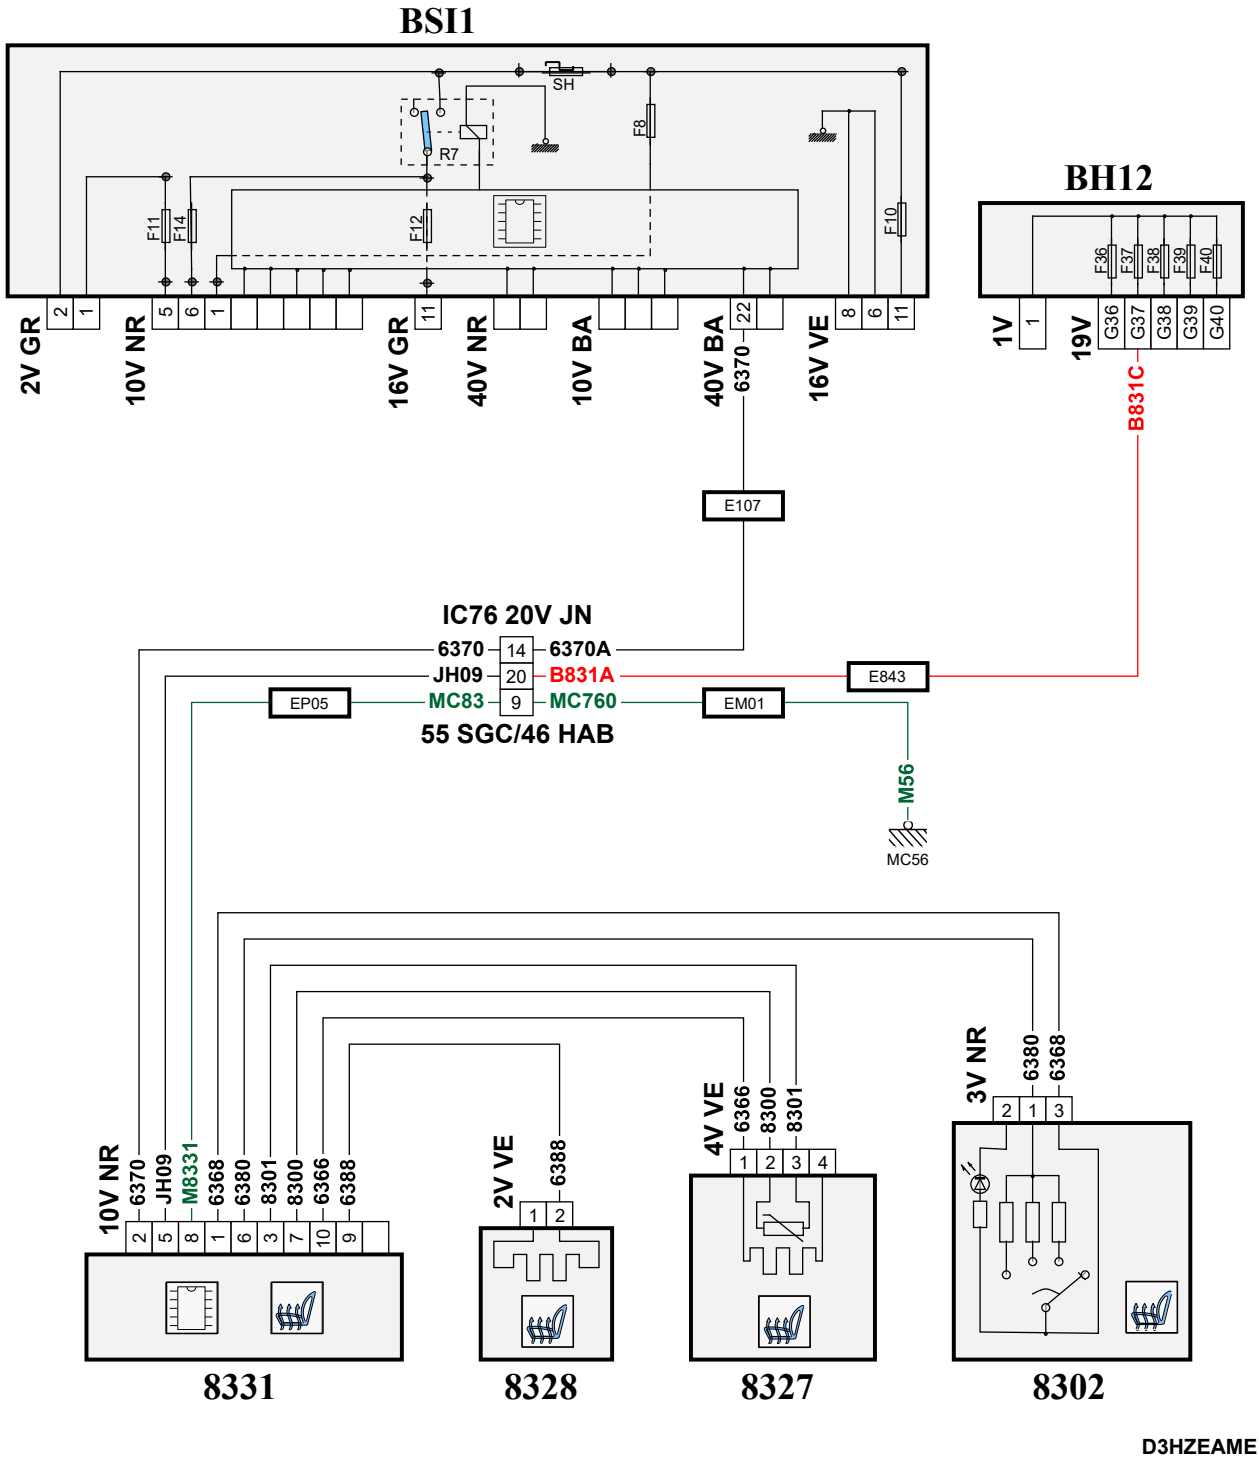 BSI1
SH
F8
R7
F11
F14
F12
F10
BH12
F36
F37
F38
F39
F40
2V GR
2
1
10V NR
5
6
1
16V GR
11
40V NR
10V BA
40V BA
22
6370
16V VE
8
6
11
1V
1
19V
G36
G37
G38
G39
G40
B831C
E107
IC76 20V JN
6370 14 6370A
JH09 20 B831A
E843
EP05
MC83 9 MC760
EM01
55 SGC/46 HAB
M56
MC56
10V NR
6370
JH09
M8331
6368
6380
8301
8300
6366
6388
2
5
8
1
6
3
7
10
9
8331
2V VE
6388
1
2
8328
4V VE
6366
8300
8301
1
2
3
4
8327
3V NR
6380
6368
2
1
3
8302
D3HZEAME